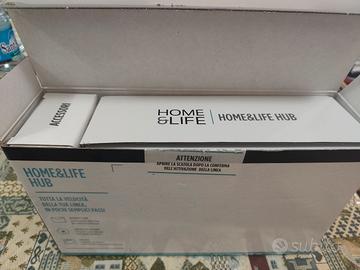 ACCESSORI
HOME
&LIFE
HOME&LIFE HUB
ATTENZIONE
APRIRE LA SCATOLA DOPO LA CONFERMA
DELL'ATTIVAZIONE DELLA LINEA
HOME&LIFE
HUB
TUTTA LA VELOCITÀ
DELLA TUA LINEA,
IN POCHI SEMPLICI PASSI
subito